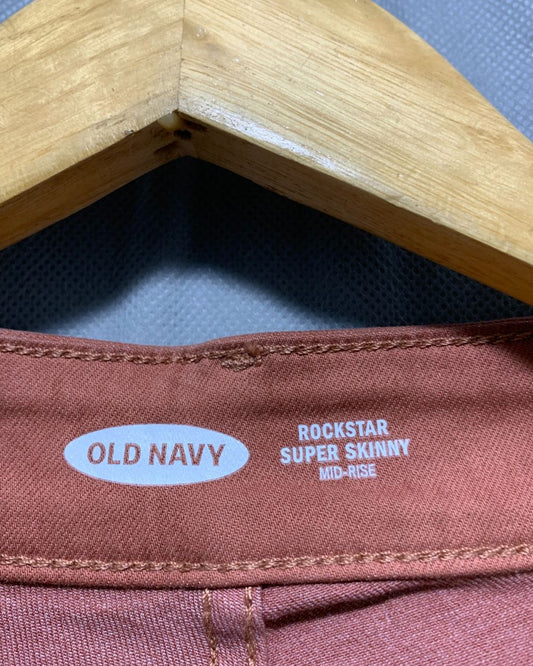 OLD NAVY
ROCKSTAR
SUPER SKINNY
MID-RISE